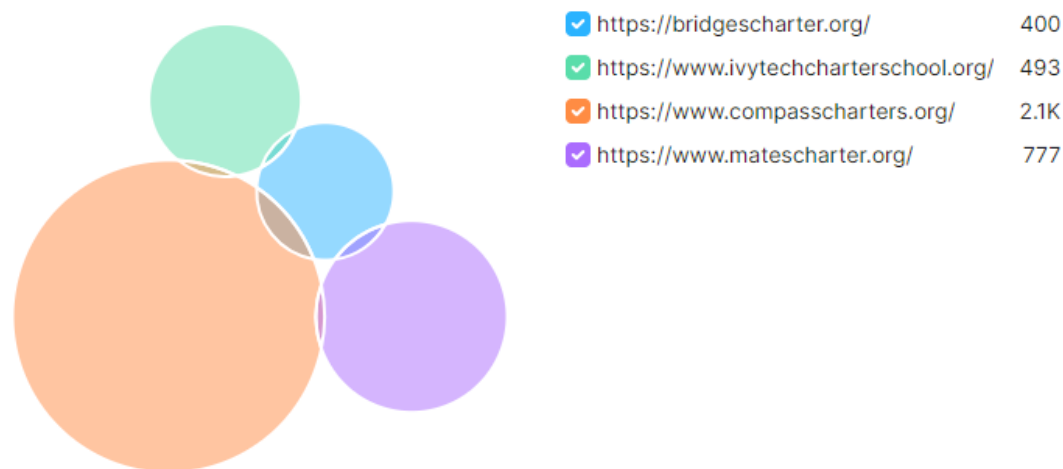 https://bridgescharter.org/ 400
https://www.ivytechcharterschool.org/ 493
https://www.compasscharters.org/ 2.1K
https://www.matescharter.org/ 777